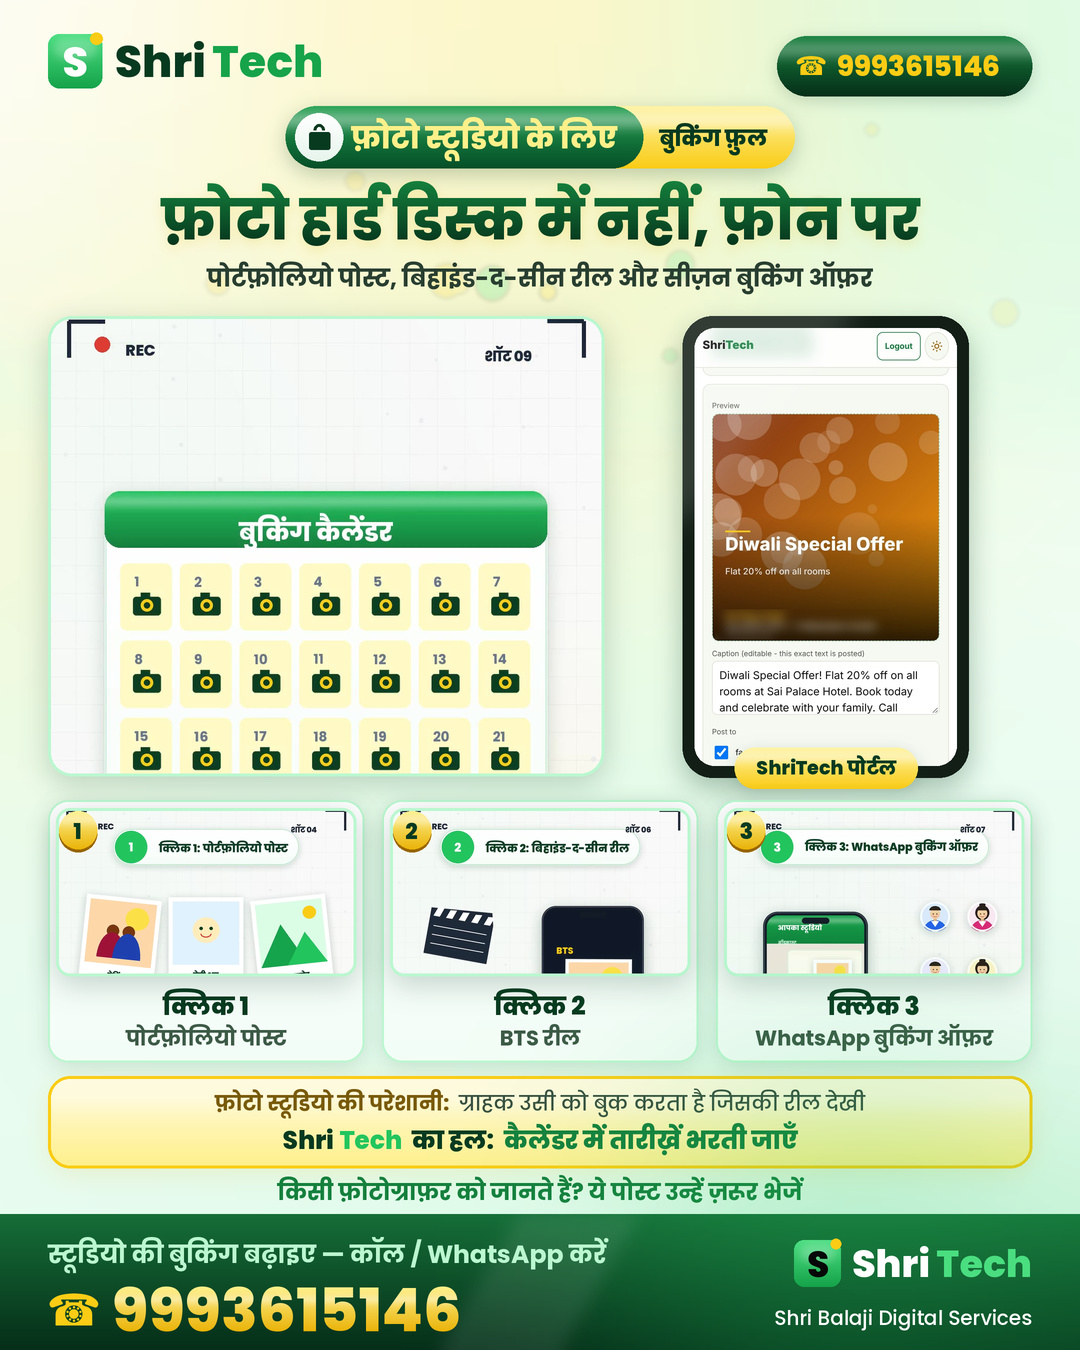 S Shri Tech
☎ 9993615146
फ़ोटो स्टूडियो के लिए
बुकिंग फ़ुल
फ़ोटो हार्ड डिस्क में नहीं, फ़ोन पर
पोर्टफ़ोलियो पोस्ट, बिहाइंड-द-सीन रील और सीज़न बुकिंग ऑफ़र
REC
शॉट 09
बुकिंग कैलेंडर
1 2 3 4 5 6 7
8 9 10 11 12 13 14
15 16 17 18 19 20 21
ShriTech
Logout
Preview
Diwali Special Offer
Flat 20% off on all rooms
Caption (editable - this exact text is posted)
Diwali Special Offer! Flat 20% off on all
rooms at Sai Palace Hotel. Book today
and celebrate with your family. Call
Post to
ShriTech पोर्टल
1
REC
शॉट 04
1 क्लिक 1: पोर्टफ़ोलियो पोस्ट
क्लिक 1
पोर्टफ़ोलियो पोस्ट
2
REC
शॉट 06
2 क्लिक 2: बिहाइंड-द-सीन रील
BTS
क्लिक 2
BTS रील
3
REC
शॉट 07
3 क्लिक 3: WhatsApp बुकिंग ऑफ़र
आपका स्टूडियो
क्लिक 3
WhatsApp बुकिंग ऑफ़र
फ़ोटो स्टूडियो की परेशानी: ग्राहक उसी को बुक करता है जिसकी रील देखी
Shri Tech का हल: कैलेंडर में तारीख़ें भरती जाएँ
किसी फ़ोटोग्राफ़र को जानते हैं? ये पोस्ट उन्हें ज़रूर भेजें
स्टूडियो की बुकिंग बढ़ाइए — कॉल / WhatsApp करें
☎ 9993615146
S Shri Tech
Shri Balaji Digital Services